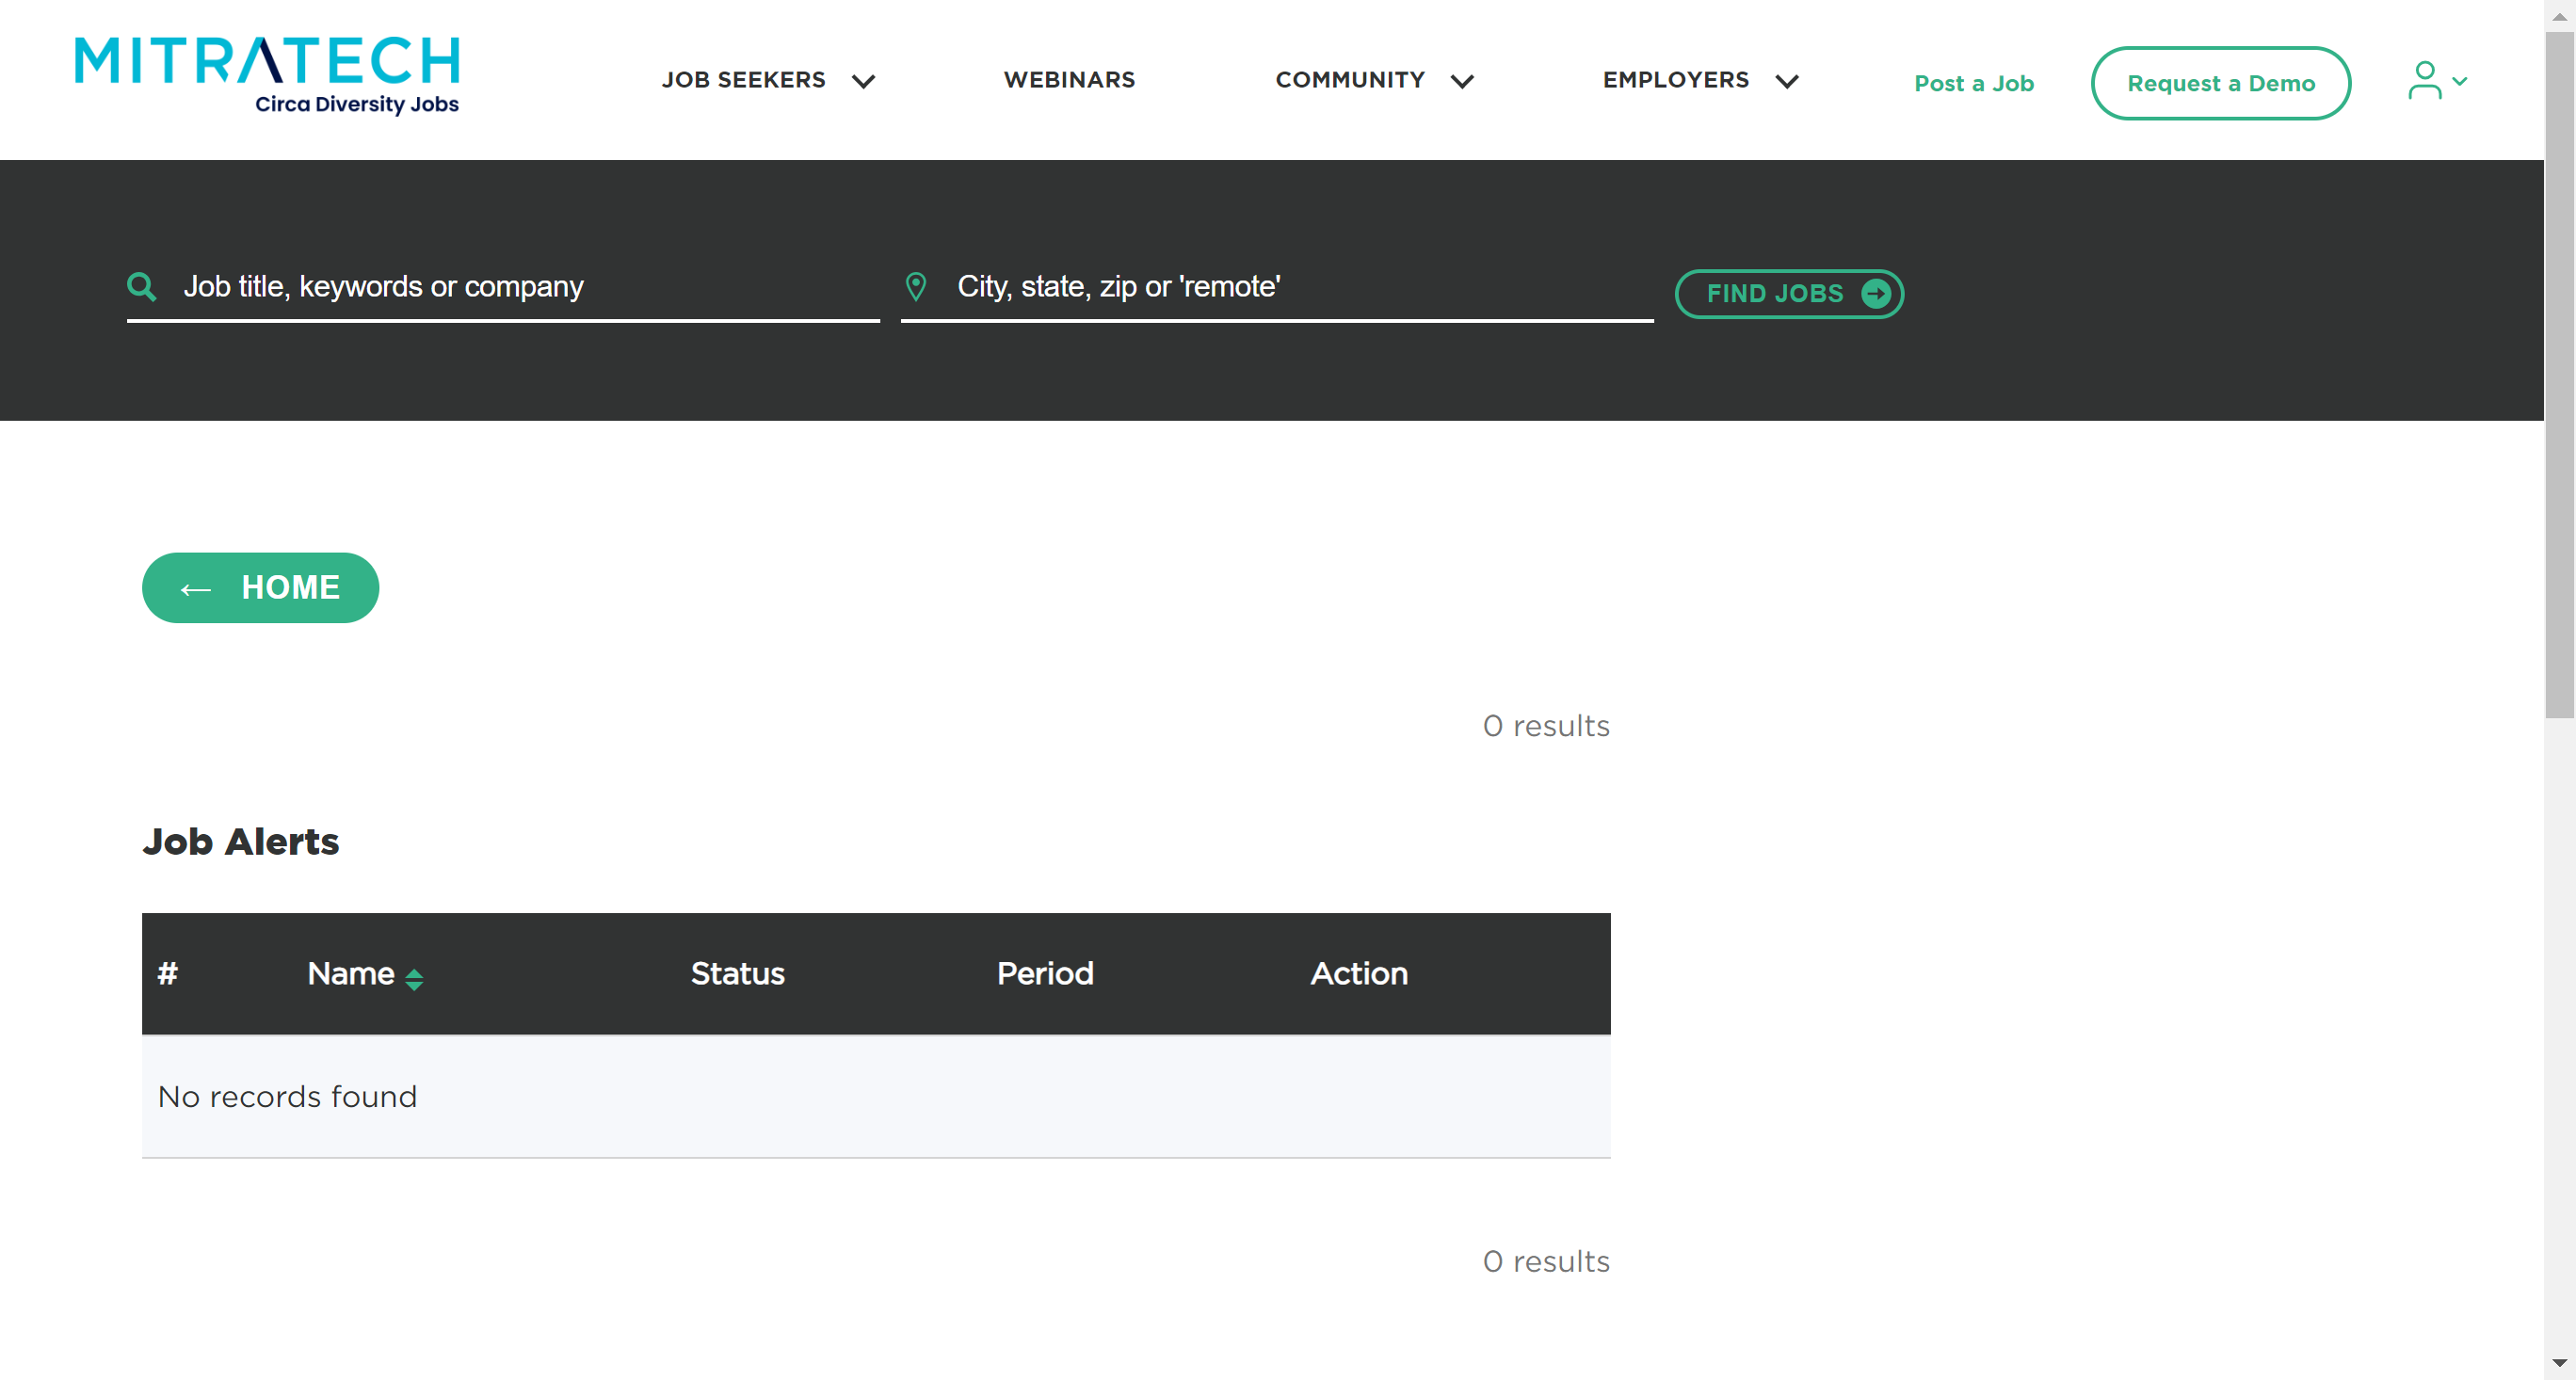 MITRATECH
Circa Diversity Jobs
JOB SEEKERS
WEBINARS
COMMUNITY
EMPLOYERS
Post a Job
Request a Demo
Job title, keywords or company
City, state, zip or 'remote'
FIND JOBS
← HOME
0 results
Job Alerts
# Name Status Period Action
No records found
0 results